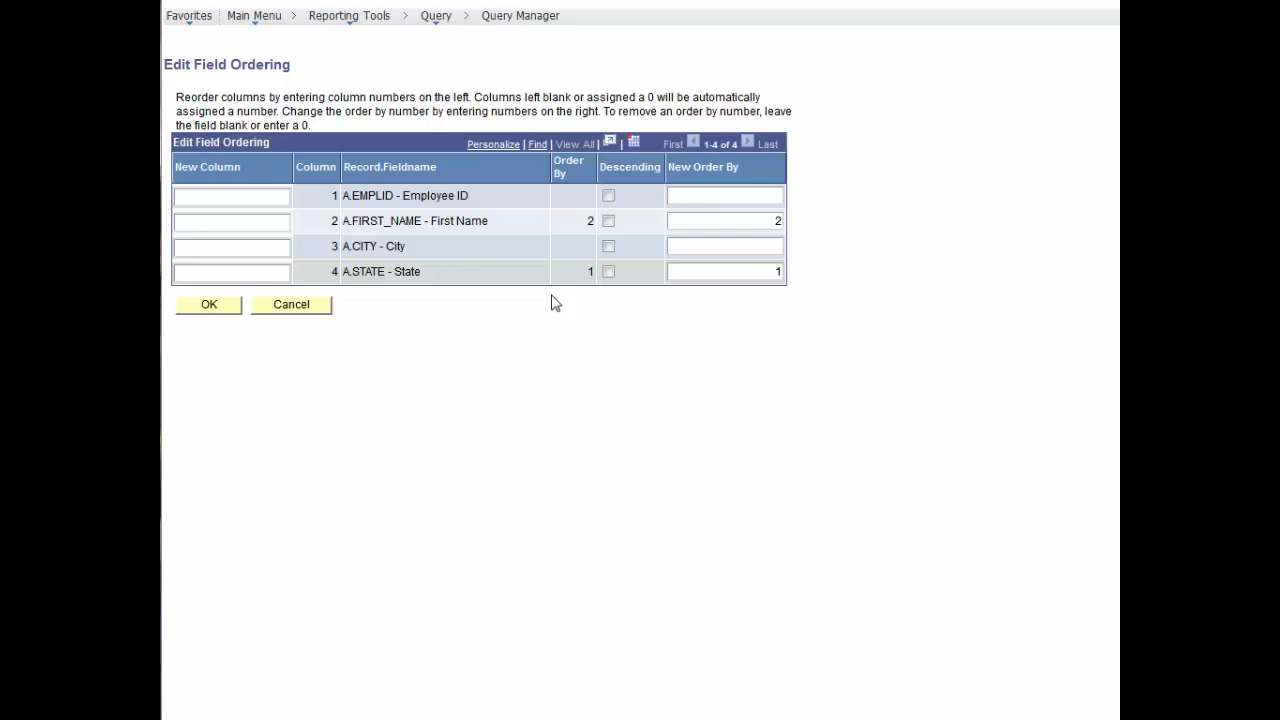 Favorites Main Menu > Reporting Tools > Query > Query Manager
Edit Field Ordering
Reorder columns by entering column numbers on the left. Columns left blank or assigned a 0 will be automatically
assigned a number. Change the order by number by entering numbers on the right. To remove an order by number, leave
the field blank or enter a 0.
Edit Field Ordering Personalize | Find | View All | | First 1-4 of 4 Last
New Column Column Record.Fieldname Order By Descending New Order By
1 A.EMPLID - Employee ID
2 A.FIRST_NAME - First Name 2 2
3 A.CITY - City
4 A.STATE - State 1 1
OK Cancel